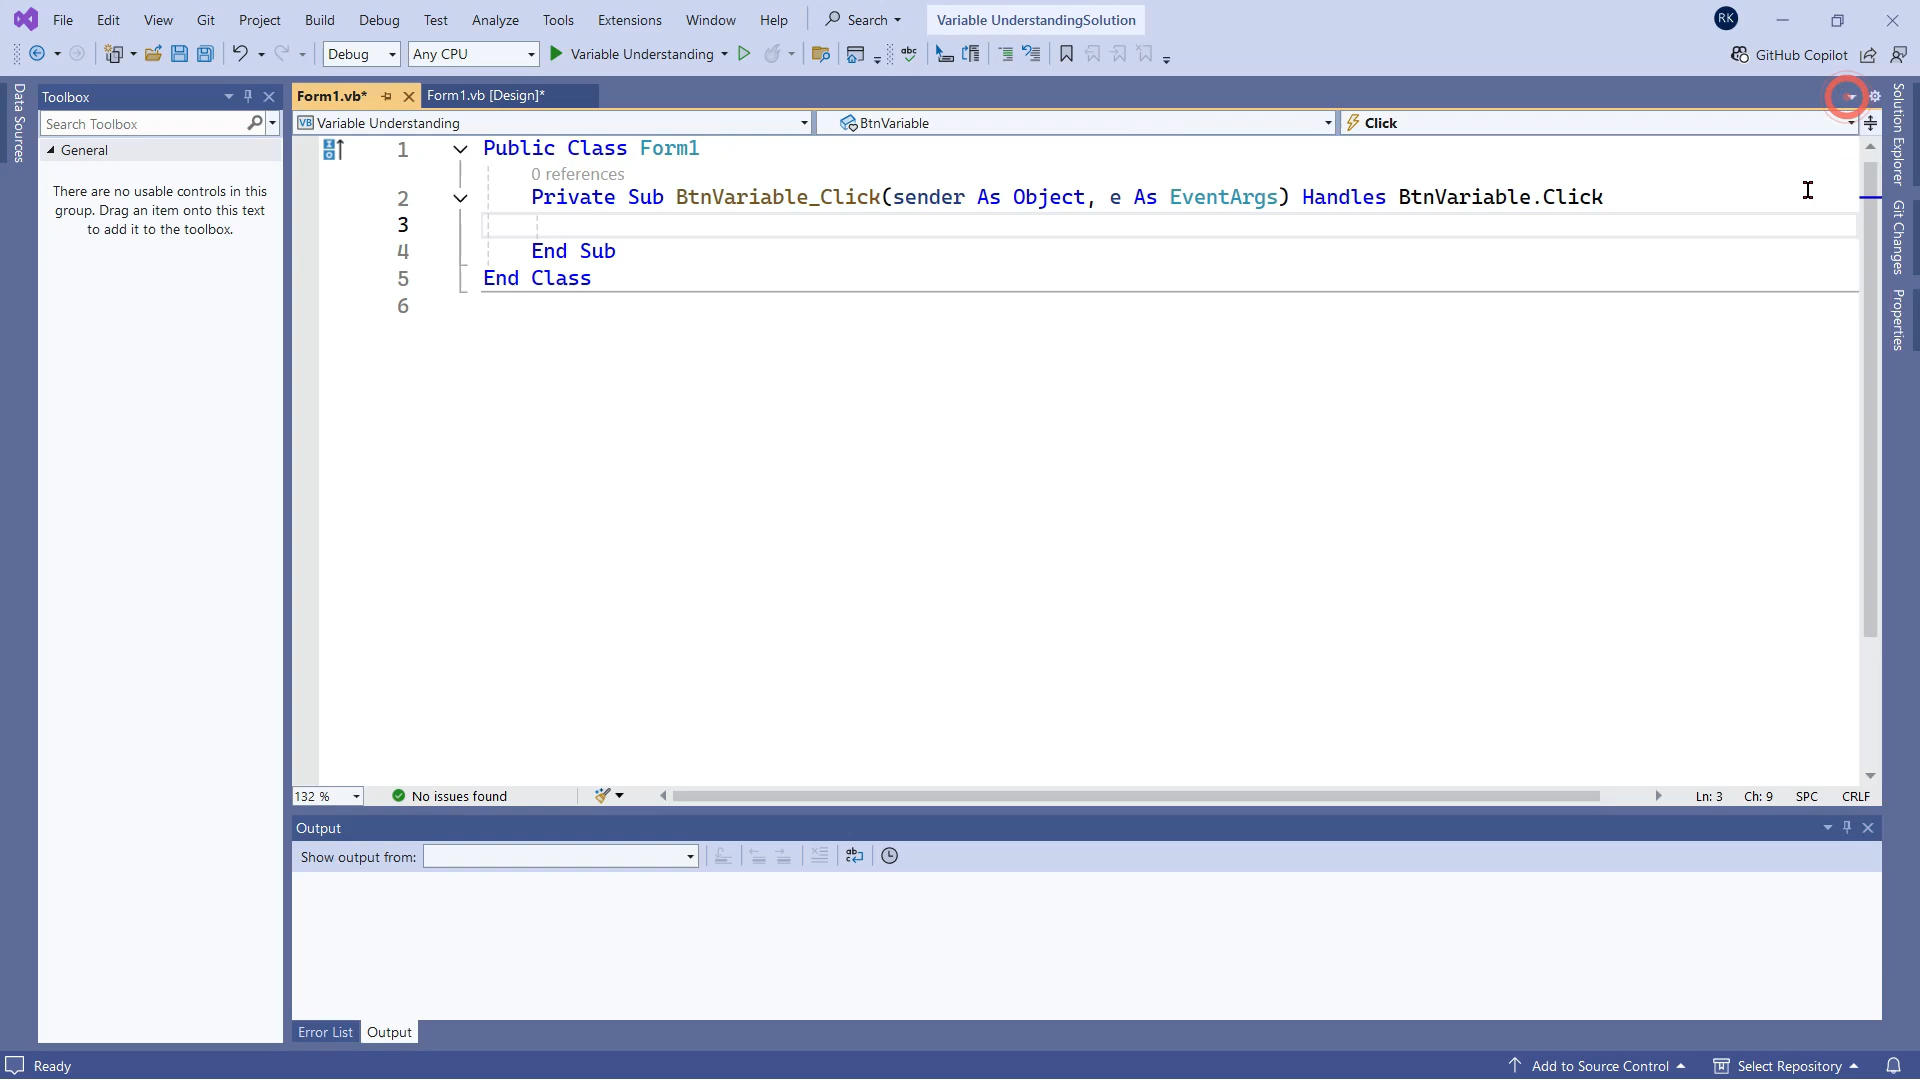 File Edit View Git Project Build Debug Test Analyze Tools Extensions Window Help Search Variable UnderstandingSolution RK
Debug Any CPU Variable Understanding GitHub Copilot
Data Sources
Toolbox
Search Toolbox
General
There are no usable controls in this
group. Drag an item onto this text
to add it to the toolbox.
Form1.vb* Form1.vb [Design]*
Variable Understanding BtnVariable Click
1 Public Class Form1
0 references
2 Private Sub BtnVariable_Click(sender As Object, e As EventArgs) Handles BtnVariable.Click
3
4 End Sub
5 End Class
6
132 % No issues found Ln: 3 Ch: 9 SPC CRLF
Output
Show output from:
Error List Output
Solution Explorer
Git Changes
Properties
Ready Add to Source Control Select Repository